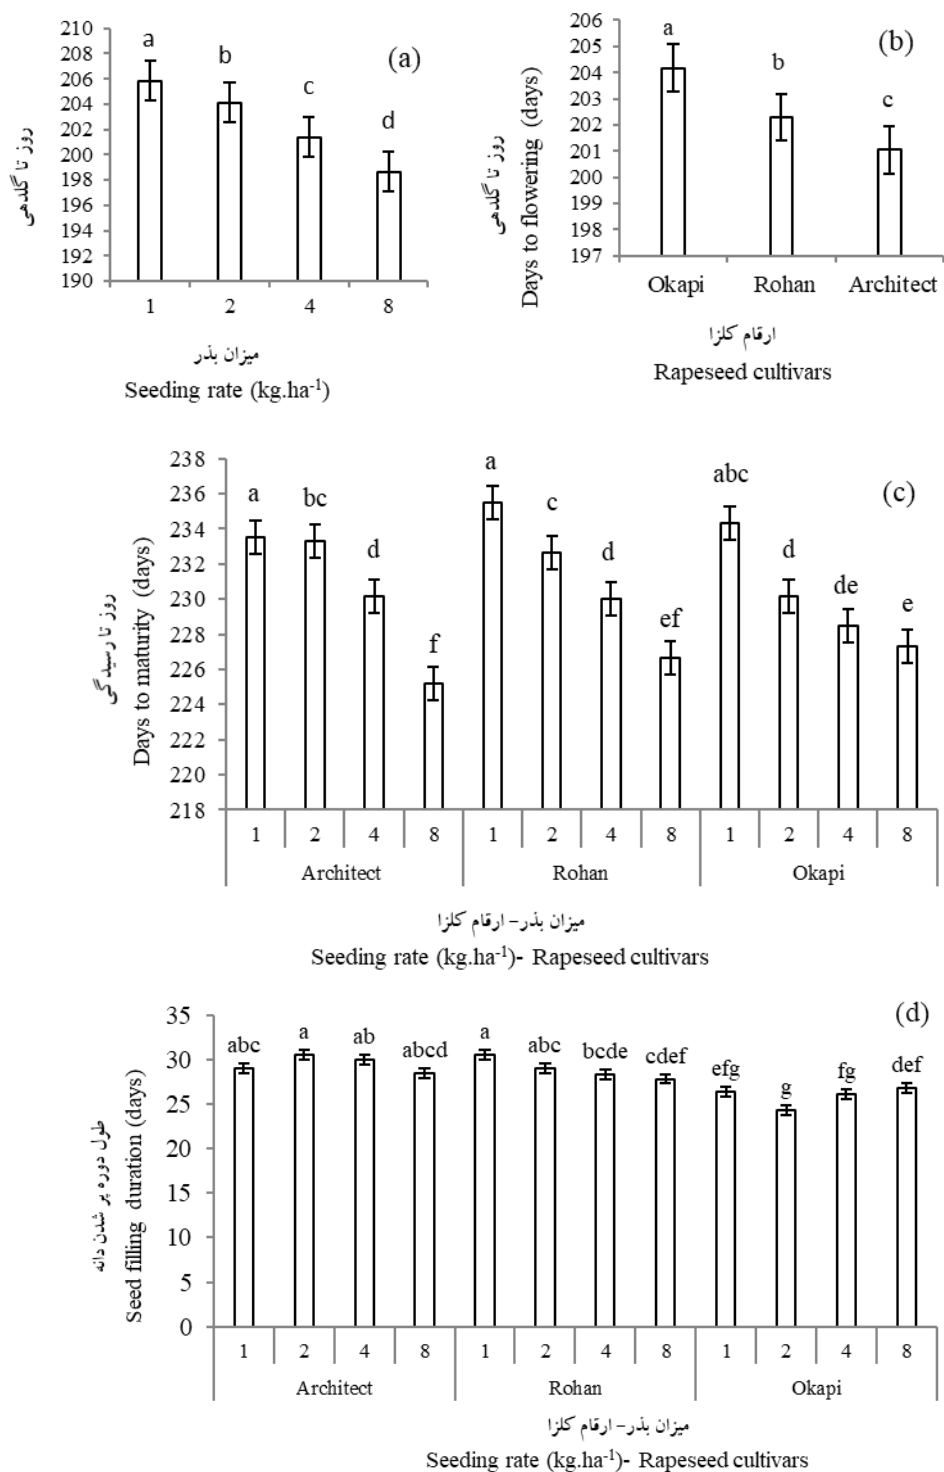 (a)
210
208
206
204
202
200
198
196
194
192
190
a
b
c
d
1 2 4 8
روز تا گلدهی
میزان بذر
Seeding rate (kg.ha-1)
(b)
206
205
204
203
202
201
200
199
198
197
a
b
c
Okapi Rohan Architect
روز تا گلدهی
Days to flowering (days)
ارقام کلزا
Rapeseed cultivars
(c)
238
236
234
232
230
228
226
224
222
220
218
a bc d f a c d ef abc d de e
1 2 4 8 1 2 4 8 1 2 4 8
Architect Rohan Okapi
روز تا رسیدگی
Days to maturity (days)
میزان بذر- ارقام کلزا
Seeding rate (kg.ha-1)- Rapeseed cultivars
(d)
35
30
25
20
15
10
5
0
abc a ab abcd a abc bcde cdef efg g fg def
1 2 4 8 1 2 4 8 1 2 4 8
Architect Rohan Okapi
طول دوره پر شدن دانه
Seed filling duration (days)
میزان بذر- ارقام کلزا
Seeding rate (kg.ha-1)- Rapeseed cultivars